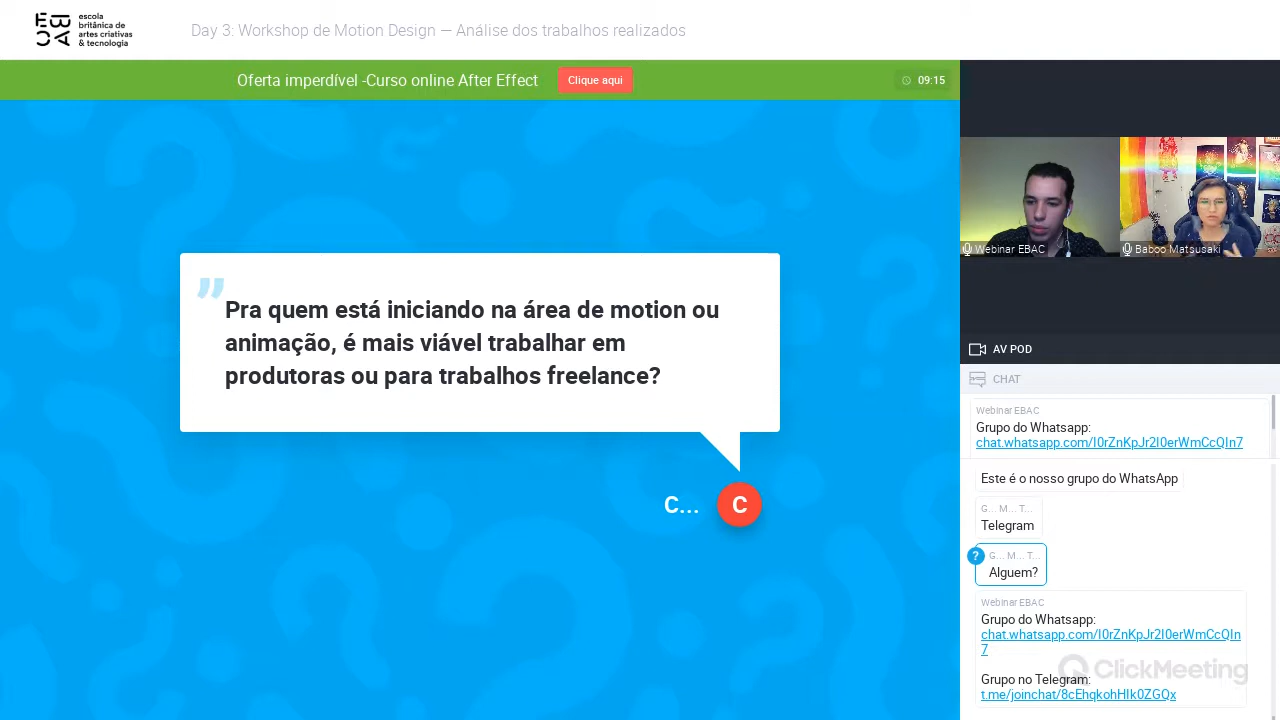 EBAC
escola
britânica de
artes criativas
& tecnologia
Day 3: Workshop de Motion Design — Análise dos trabalhos realizados
Oferta imperdível -Curso online After Effect
Clique aqui
09:15
Webinar EBAC
Baboo Matsusaki
"
Pra quem está iniciando na área de motion ou
animação, é mais viável trabalhar em
produtoras ou para trabalhos freelance?
C...
C
AV POD
CHAT
Webinar EBAC
Grupo do Whatsapp:
chat.whatsapp.com/I0rZnKpJr2I0erWmCcQIn7
Este é o nosso grupo do WhatsApp
G... M... T...
Telegram
?
G... M... T...
Alguem?
Webinar EBAC
Grupo do Whatsapp:
chat.whatsapp.com/I0rZnKpJr2I0erWmCcQIn
7
ClickMeeting
Grupo no Telegram:
t.me/joinchat/8cEhqkohHIk0ZGQx